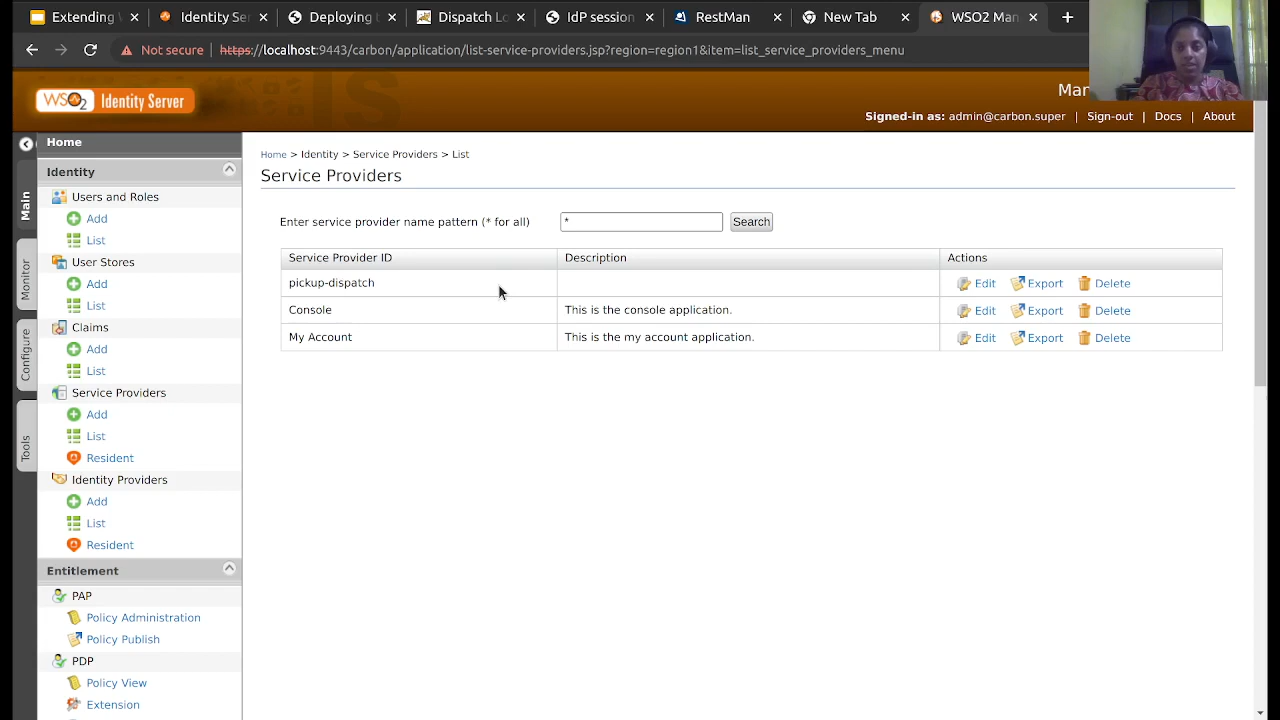 Extending W
Identity Ser
Deploying t
Dispatch Lo
IdP session
RestMan
New Tab
WSO2 Man
Not secure https://localhost:9443/carbon/application/list-service-providers.jsp?region=region1&item=list_service_providers_menu
WSO2 Identity Server
Signed-in as: admin@carbon.super | Sign-out | Docs | About
Main
Monitor
Configure
Tools
Home
Identity
Users and Roles
Add
List
User Stores
Add
List
Claims
Add
List
Service Providers
Add
List
Resident
Identity Providers
Add
List
Resident
Entitlement
PAP
Policy Administration
Policy Publish
PDP
Policy View
Extension
Home > Identity > Service Providers > List
Service Providers
Enter service provider name pattern (* for all) * Search
Service Provider ID Description Actions
pickup-dispatch Edit Export Delete
Console This is the console application. Edit Export Delete
My Account This is the my account application. Edit Export Delete